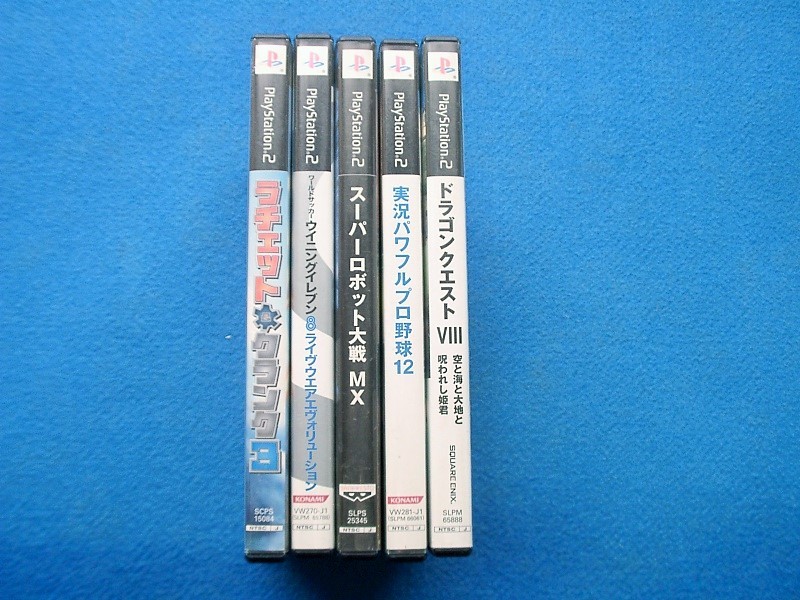 PlayStation.2
ラチェット&クランク3
SCPS
15084
NTSC J
PlayStation.2
ワールドサッカー
ウイニングイレブン8ライヴウエアエヴォリューション
KONAMI
VW270-J1
NTSC J
PlayStation.2
スーパーロボット大戦 MX
SLPS
25345
NTSC J
PlayStation.2
実況パワフルプロ野球12
KONAMI
VW281-J1
(SLPM 66061)
NTSC J
PlayStation.2
ドラゴンクエスト VIII
空と海と大地と
呪われし姫君
SQUARE ENIX.
SLPM
65888
NTSC J